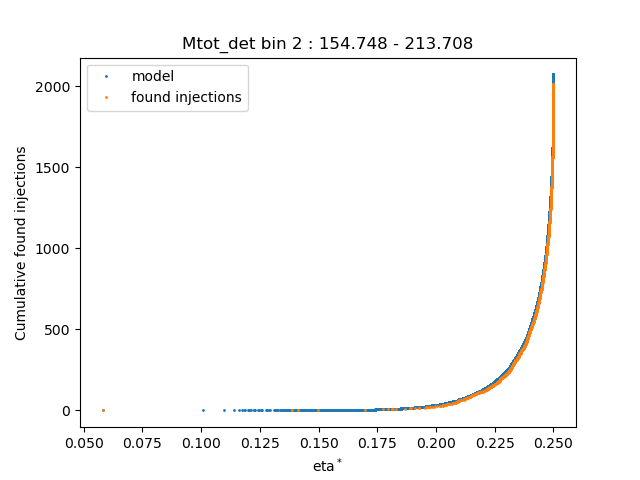 Mtot_det bin 2 : 154.748 - 213.708
model
found injections
2000
1500
1000
500
0
Cumulative found injections
0.050 0.075 0.100 0.125 0.150 0.175 0.200 0.225 0.250
eta*